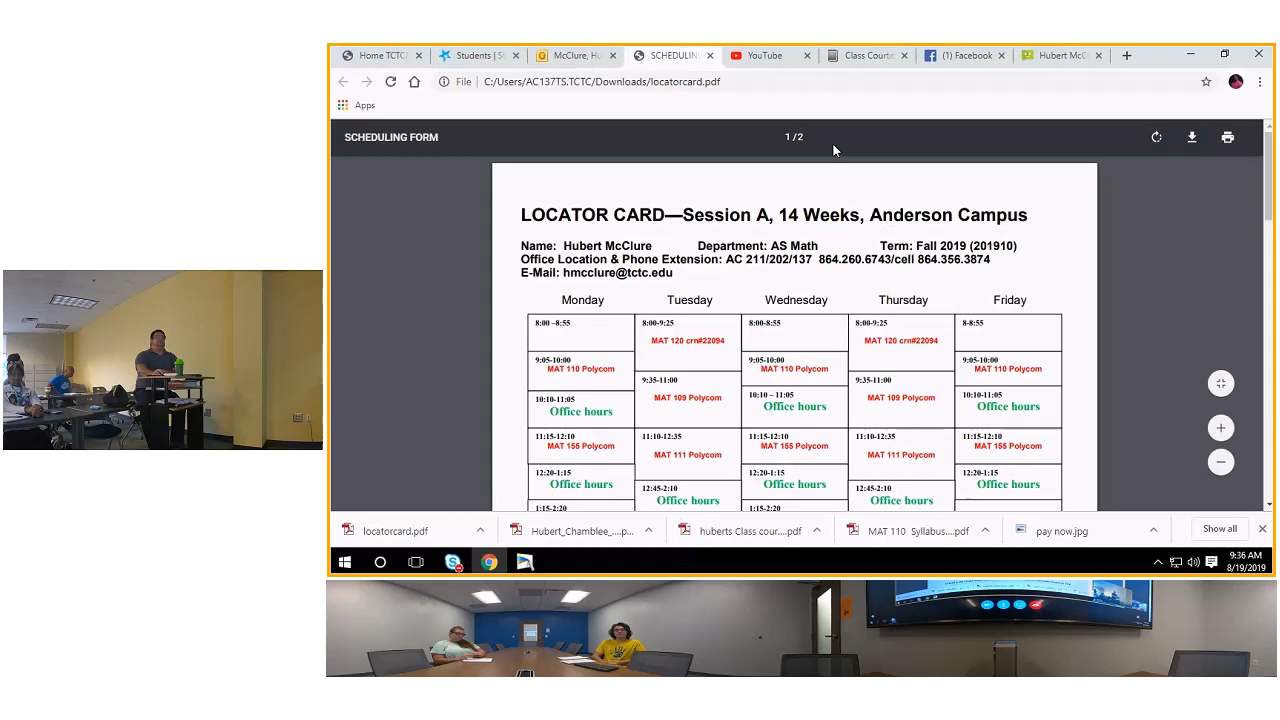 Home TCTC
Students | S
McClure, Hu
SCHEDULIN
YouTube
Class Courte
(1) Facebook
Hubert McC
File C:/Users/AC137TS.TCTC/Downloads/locatorcard.pdf
Apps
SCHEDULING FORM
1 / 2
LOCATOR CARD—Session A, 14 Weeks, Anderson Campus
Name: Hubert McClure Department: AS Math Term: Fall 2019 (201910)
Office Location & Phone Extension: AC 211/202/137 864.260.6743/cell 864.356.3874
E-Mail: hmcclure@tctc.edu
Monday Tuesday Wednesday Thursday Friday
8:00 –8:55 8:00-9:25 8:00-8:55 8:00-9:25 8-8:55
MAT 120 crn#22094 MAT 120 crn#22094
9:05-10:00 9:05-10:00 9:05-10:00
MAT 110 Polycom MAT 110 Polycom MAT 110 Polycom
9:35-11:00 9:35-11:00
MAT 109 Polycom MAT 109 Polycom
10:10-11:05 10:10 – 11:05 10:10-11:05
Office hours Office hours Office hours
11:15-12:10 11:10-12:35 11:15-12:10 11:10-12:35 11:15-12:10
MAT 155 Polycom MAT 155 Polycom MAT 155 Polycom
MAT 111 Polycom MAT 111 Polycom
12:20-1:15 12:20-1:15 12:20-1:15
Office hours Office hours Office hours
12:45-2:10 12:45-2:10
Office hours Office hours
1:15-2:20 1:15-2:20
locatorcard.pdf
Hubert_Chamblee_....p...
huberts Class cour....pdf
MAT 110 Syllabus....pdf
pay now.jpg
Show all
9:36 AM
8/19/2019